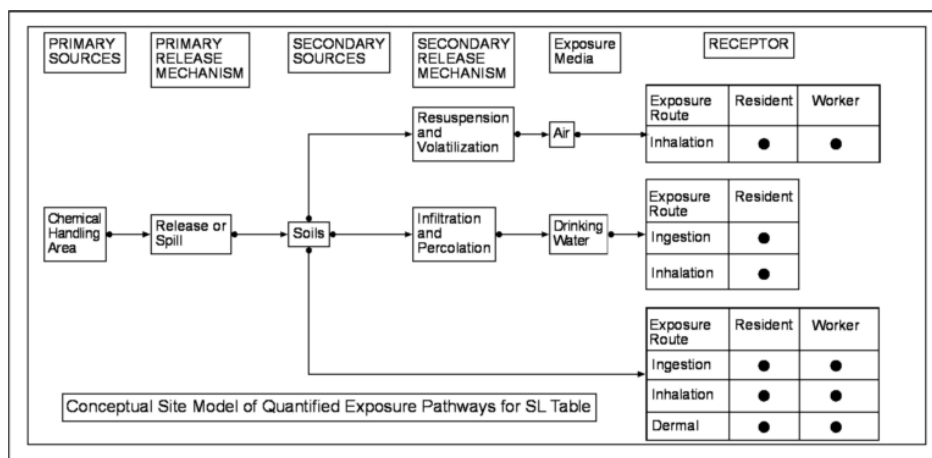 PRIMARY
SOURCES
PRIMARY
RELEASE
MECHANISM
SECONDARY
SOURCES
SECONDARY
RELEASE
MECHANISM
Exposure
Media
RECEPTOR
Resuspension
and
Volatilization
Air
Exposure
Route
Resident
Worker
Inhalation
Chemical
Handling
Area
Release or
Spill
Soils
Infiltration
and
Percolation
Drinking
Water
Exposure
Route
Resident
Ingestion
Inhalation
Exposure
Route
Resident
Worker
Ingestion
Inhalation
Dermal
Conceptual Site Model of Quantified Exposure Pathways for SL Table